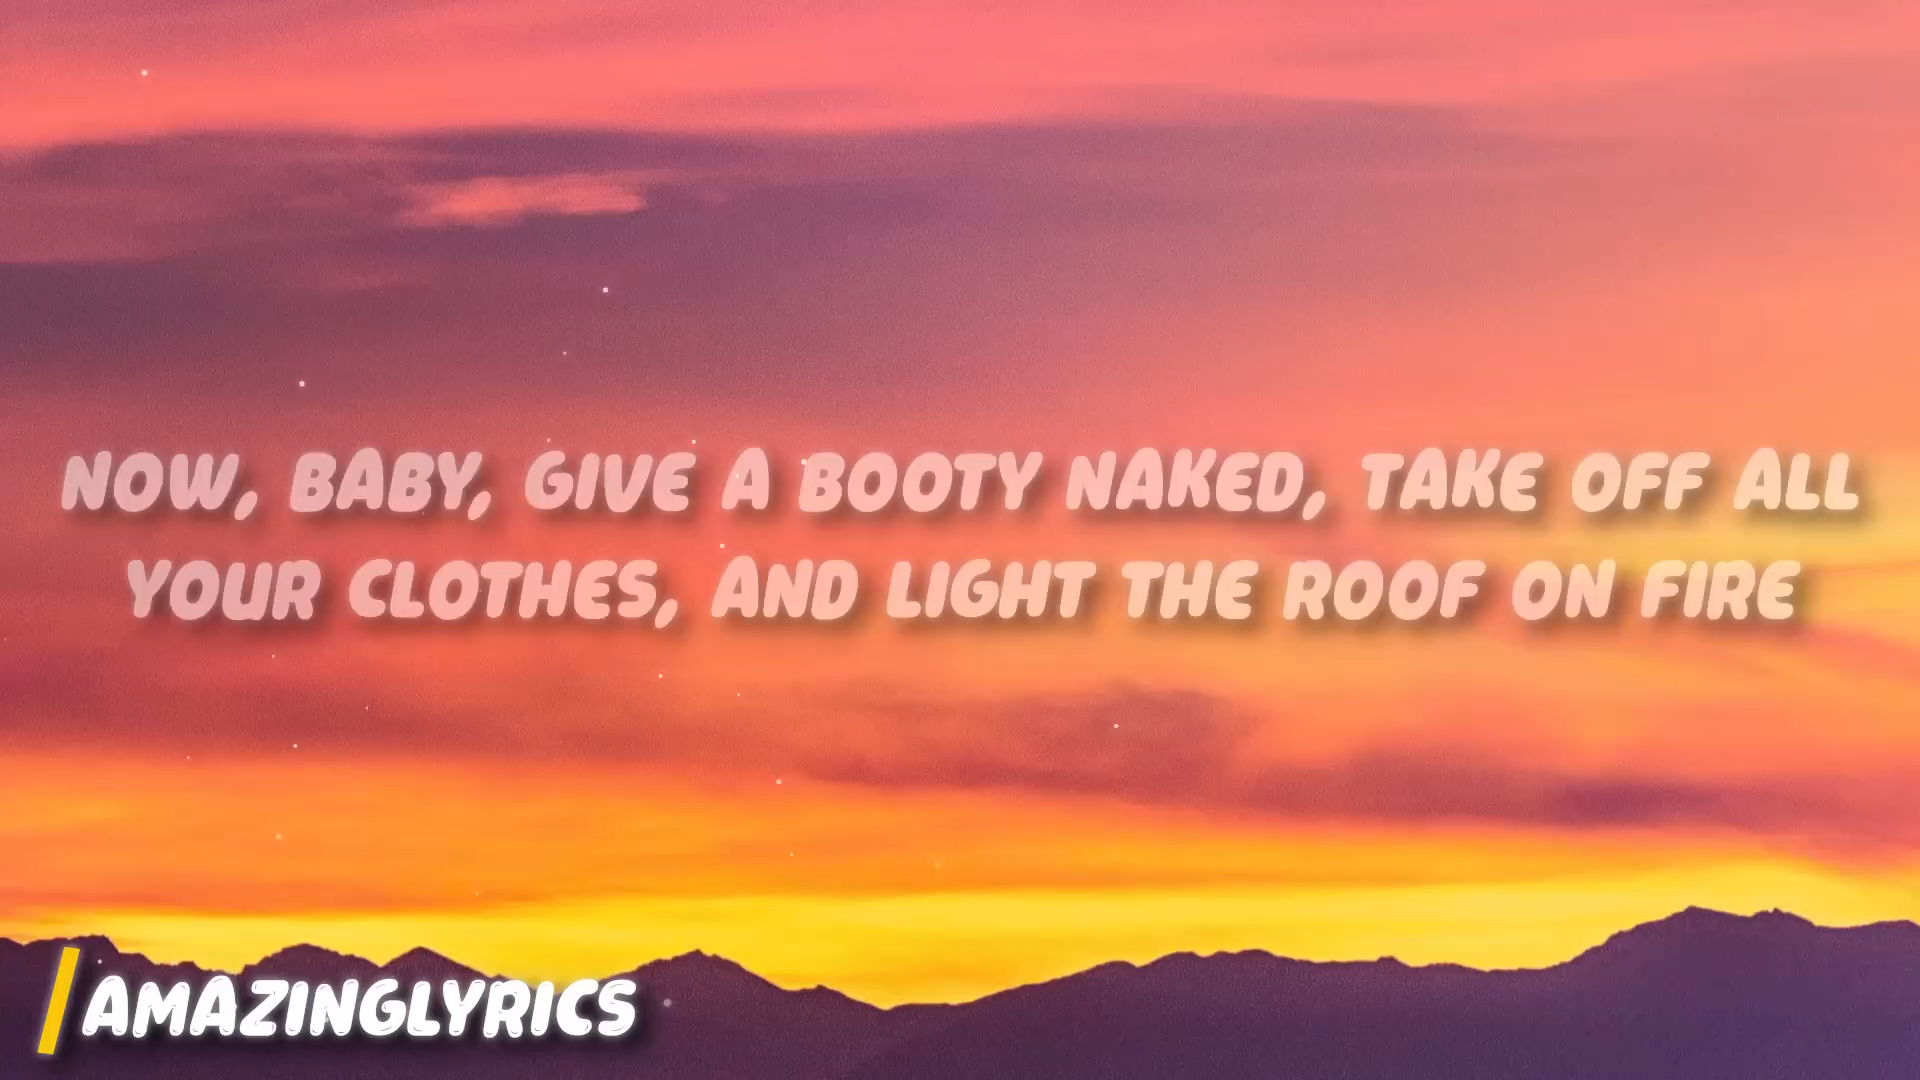 NOW, BABY, GIVE A BOOTY NAKED, TAKE OFF ALL
YOUR CLOTHES, AND LIGHT THE ROOF ON FIRE
AMAZINGLYRICS